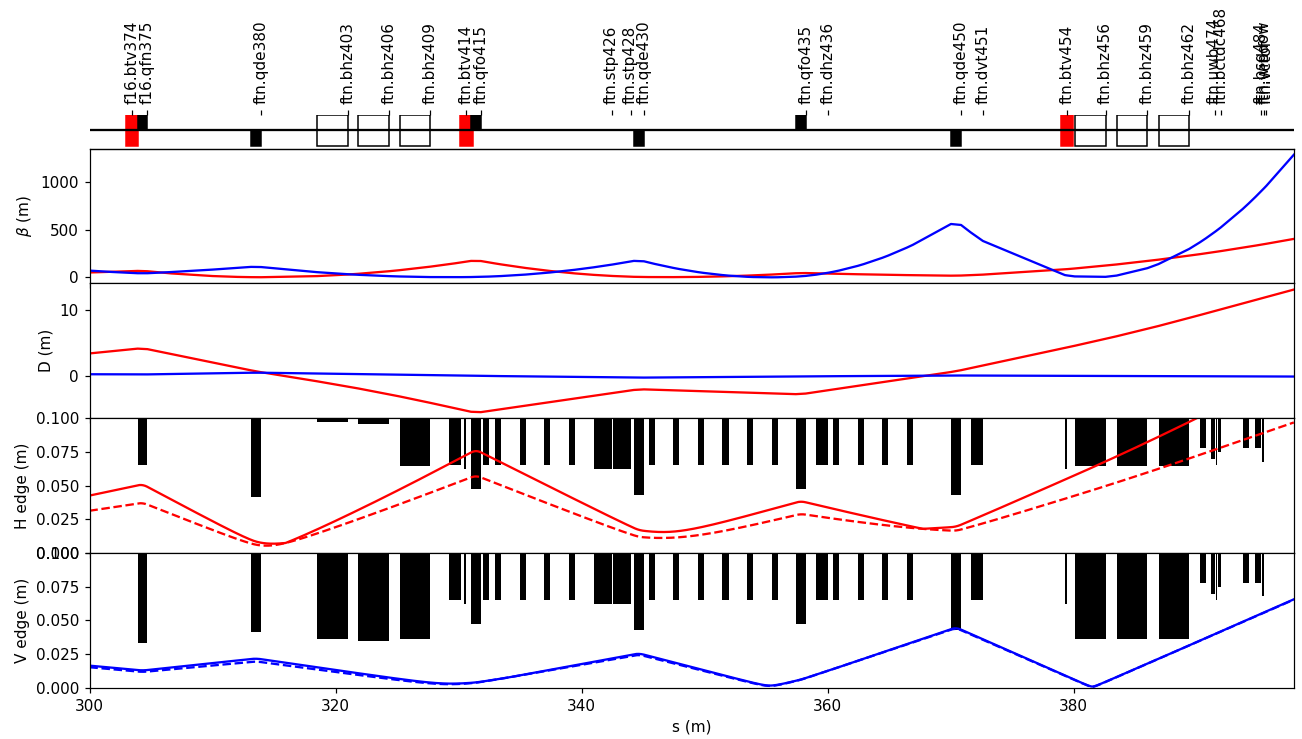 f16.btv374
f16.qfn375
ftn.qde380
ftn.bhz403
ftn.bhz406
ftn.bhz409
ftn.btv414
ftn.qfo415
ftn.stp426
ftn.stp428
ftn.qde430
ftn.qfo435
ftn.dhz436
ftn.qde450
ftn.dvt451
ftn.btv454
ftn.bhz456
ftn.bhz459
ftn.bhz462
ftn.bctdc468
1000
500
0
β (m)
10
0
D (m)
0.100
0.075
0.050
0.025
0.000
H edge (m)
0.100
0.075
0.050
0.025
0.000
V edge (m)
300
320
340
360
380
s (m)